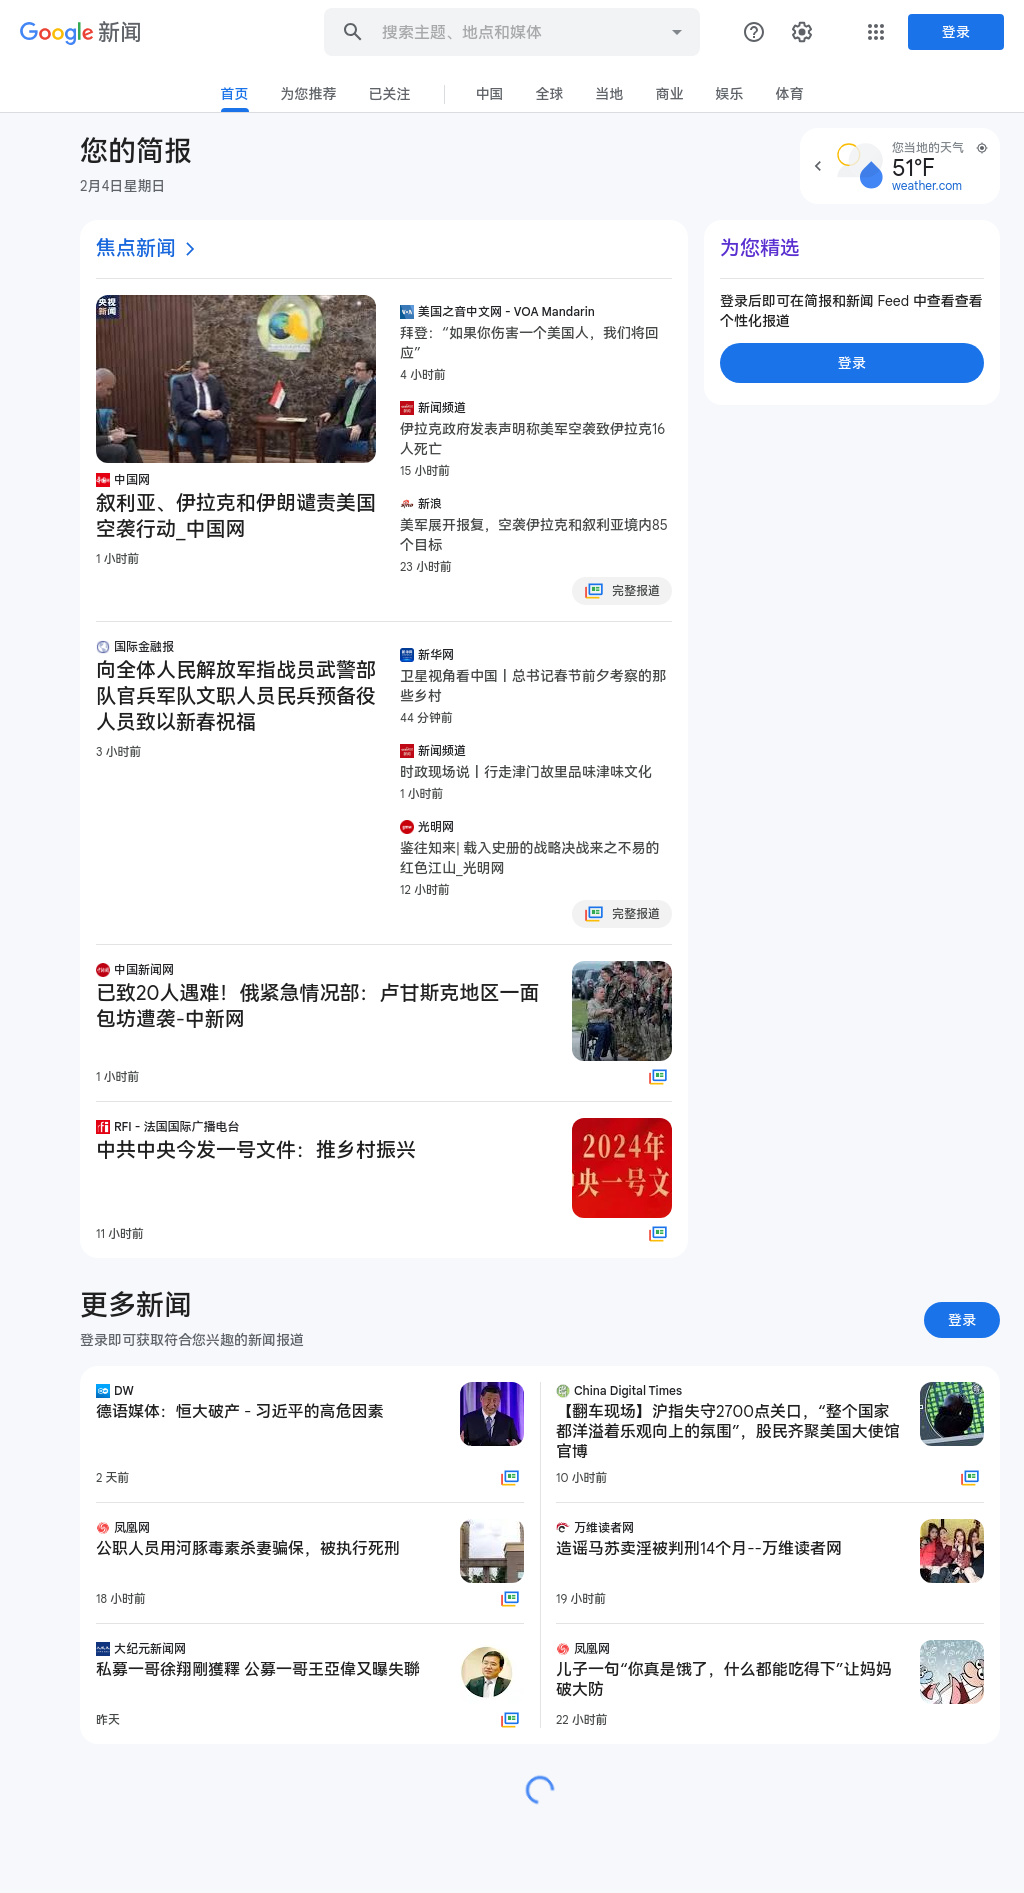 Google 新闻
搜索主题、地点和媒体
登录
首页
为您推荐
已关注
中国
全球
当地
商业
娱乐
体育
您的简报
2月4日星期日
您当地的天气
51°F
weather.com
焦点新闻
央视
新闻
中国网
叙利亚、伊拉克和伊朗谴责美国
空袭行动_中国网
1 小时前
美国之音中文网 - VOA Mandarin
拜登：“如果你伤害一个美国人，我们将回
应”
4 小时前
新闻频道
伊拉克政府发表声明称美军空袭致伊拉克16
人死亡
15 小时前
新浪
美军展开报复，空袭伊拉克和叙利亚境内85
个目标
23 小时前
完整报道
为您精选
登录后即可在简报和新闻 Feed 中查看查看
个性化报道
登录
国际金融报
向全体人民解放军指战员武警部
队官兵军队文职人员民兵预备役
人员致以新春祝福
3 小时前
新华网
卫星视角看中国丨总书记春节前夕考察的那
些乡村
44 分钟前
新闻频道
时政现场说丨行走津门故里品味津味文化
1 小时前
光明网
鉴往知来| 载入史册的战略决战来之不易的
红色江山_光明网
12 小时前
完整报道
中国新闻网
已致20人遇难！俄紧急情况部：卢甘斯克地区一面
包坊遭袭-中新网
1 小时前
RFI - 法国国际广播电台
中共中央今发一号文件：推乡村振兴
2024年
中央一号文
11 小时前
更多新闻
登录即可获取符合您兴趣的新闻报道
登录
DW
德语媒体：恒大破产 – 习近平的高危因素
2 天前
China Digital Times
【翻车现场】沪指失守2700点关口，“整个国家
都洋溢着乐观向上的氛围”，股民齐聚美国大使馆
官博
10 小时前
凤凰网
公职人员用河豚毒素杀妻骗保，被执行死刑
18 小时前
万维读者网
造谣马苏卖淫被判刑14个月--万维读者网
19 小时前
大纪元新闻网
私募一哥徐翔剛獲釋 公募一哥王亞偉又曝失聯
昨天
凤凰网
儿子一句“你真是饿了，什么都能吃得下”让妈妈
破大防
22 小时前